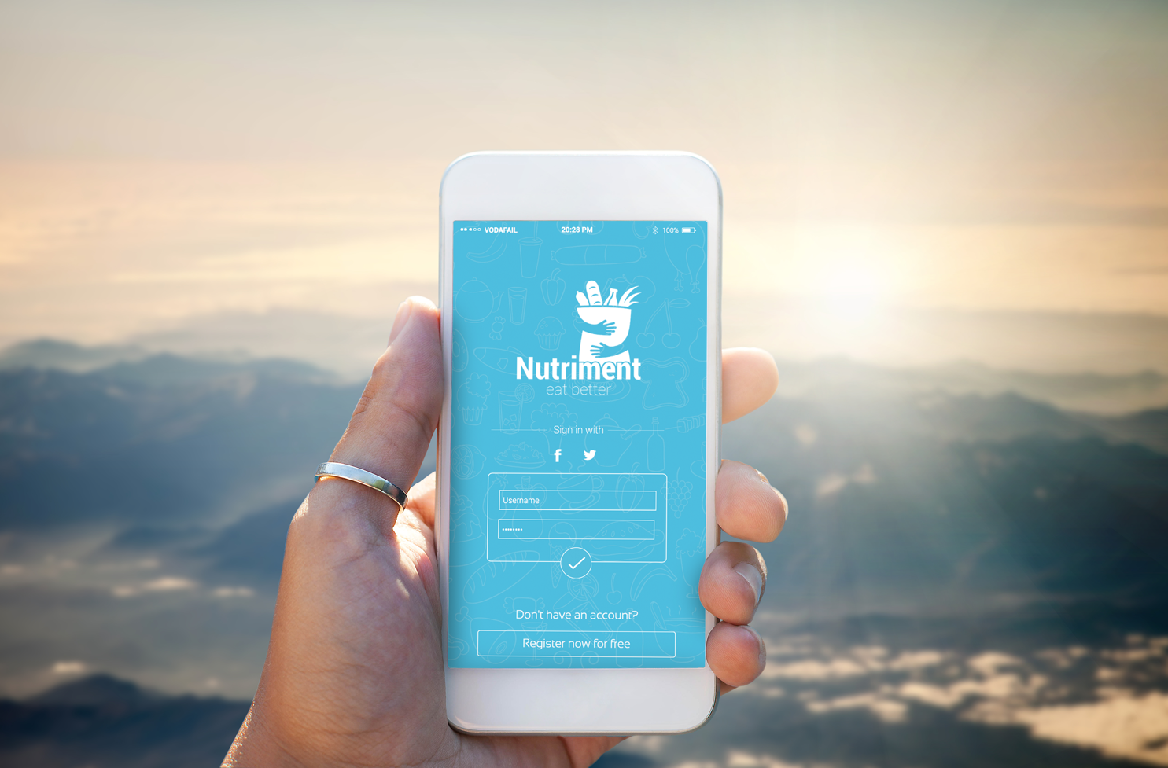 VODAFAIL 20:28 PM 100%
Nutriment
eat better
Sign in with
Username
Don't have an account?
Register now for free